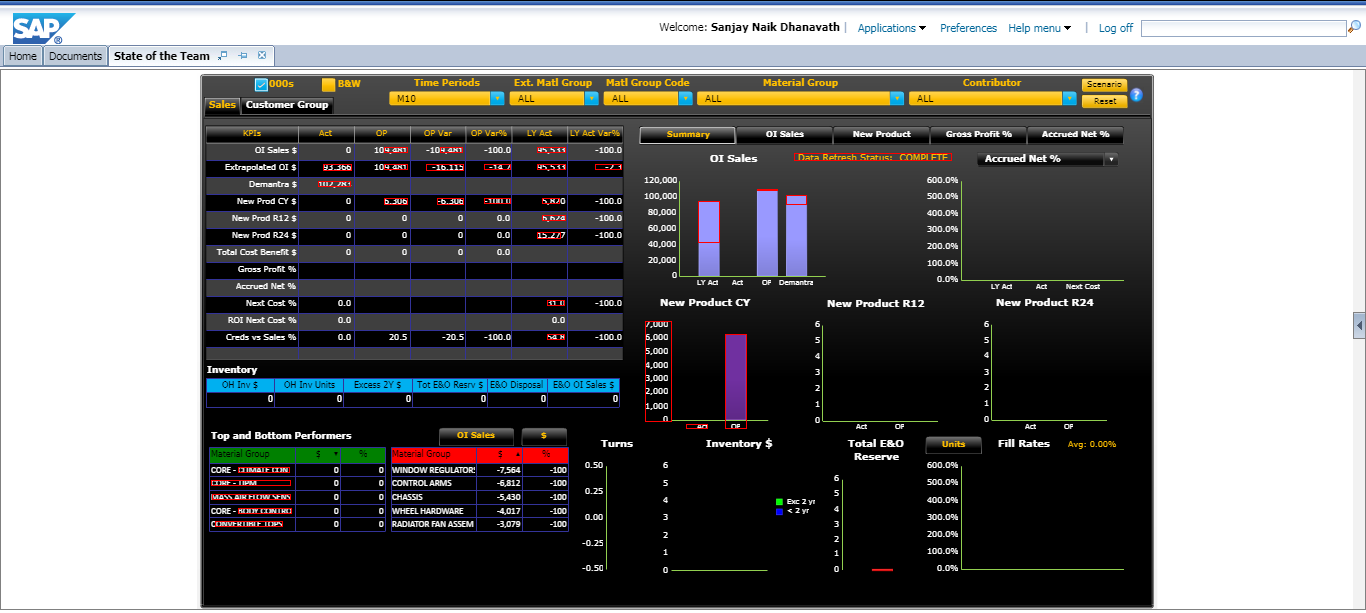 SAP
Welcome: Sanjay Naik Dhanavath | Applications Preferences Help menu | Log off
Home Documents State of the Team
000s B&W Time Periods Ext. Matl Group Matl Group Code Material Group Contributor Scenario
M10 ALL ALL ALL ALL Reset ?
Sales Customer Group
KPIs Act OP OP Var OP Var% LY Act LY Act Var%
OI Sales $ 0 109,481 -109,481 -100.0 95,533 -100.0
Extrapolated OI $ 93,366 109,481 -16,115 -14.7 95,533 -2.3
Demantra $ 102,283
New Prod CY $ 0 6,306 -6,306 -100.0 5,820 -100.0
New Prod R12 $ 0 0 0 0.0 6,624 -100.0
New Prod R24 $ 0 0 0 0.0 15,277 -100.0
Total Cost Benefit $ 0 0 0 0.0
Gross Profit %
Accrued Net %
Next Cost % 0.0 -100.0
ROI Next Cost % 0.0 0.0
Creds vs Sales % 0.0 20.5 -20.5 -100.0 54.8 -100.0
Inventory
OH Inv $ OH Inv Units Excess 2Y $ Tot E&O Resrv $ E&O Disposal E&O OI Sales $
0 0 0 0 0 0
Top and Bottom Performers OI Sales $
Material Group $ %
CORE - CLIMATE CON 0 0
CORE - DPM 0 0
MASS AIR FLOW SENS 0 0
CORE - BODY CONTRO 0 0
CONVERTIBLE TOPS 0 0
Material Group $ %
WINDOW REGULATORS -7,564 -100
CONTROL ARMS -6,812 -100
CHASSIS -5,430 -100
WHEEL HARDWARE -4,017 -100
RADIATOR FAN ASSEM -3,079 -100
Summary OI Sales New Product Gross Profit % Accrued Net %
OI Sales Data Refresh Status: COMPLETE Accrued Net %
120,000
100,000
80,000
60,000
40,000
20,000
0
LY Act Act OP Demantra
600.0%
500.0%
400.0%
300.0%
200.0%
100.0%
0.0%
LY Act Act Next Cost
New Product CY
7,000
6,000
5,000
4,000
3,000
2,000
1,000
0
Act OP
New Product R12
6
5
4
3
2
1
0
Act OP
New Product R24
6
5
4
3
2
1
0
Act OP
Turns
0.50
0.25
0.00
-0.25
-0.50
Inventory $
6
5
4
3
2
1
0
Exc 2 yr
< 2 yr
Total E&O
Reserve
6
5
4
3
2
1
0
Units Fill Rates Avg: 0.00%
600.0%
500.0%
400.0%
300.0%
200.0%
100.0%
0.0%